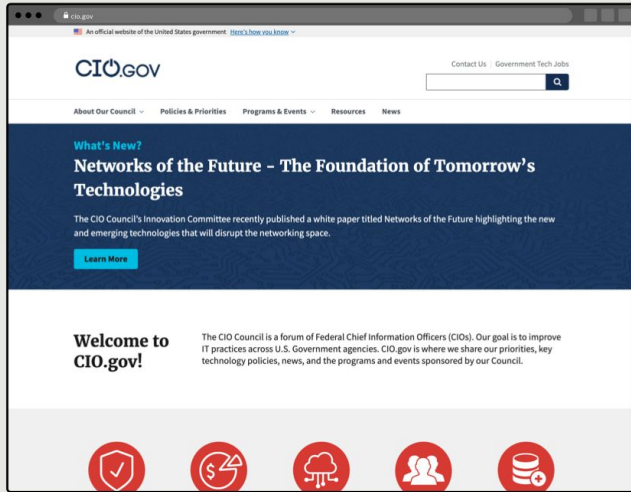 cio.gov
An official website of the United States government Here's how you know
CIO.GOV
Contact Us | Government Tech Jobs
About Our Council Policies & Priorities Programs & Events Resources News
What's New?
Networks of the Future – The Foundation of Tomorrow's
Technologies
The CIO Council's Innovation Committee recently published a white paper titled Networks of the Future highlighting the new
and emerging technologies that will disrupt the networking space.
Learn More
Welcome to
CIO.gov!
The CIO Council is a forum of Federal Chief Information Officers (CIOs). Our goal is to improve
IT practices across U.S. Government agencies. CIO.gov is where we share our priorities, key
technology policies, news, and the programs and events sponsored by our Council.
$